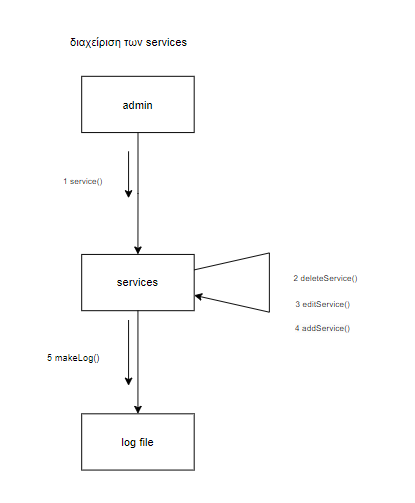 διαχείριση των services
admin
1 service()
services
2 deleteService()
3 editService()
4 addService()
5 makeLog()
log file